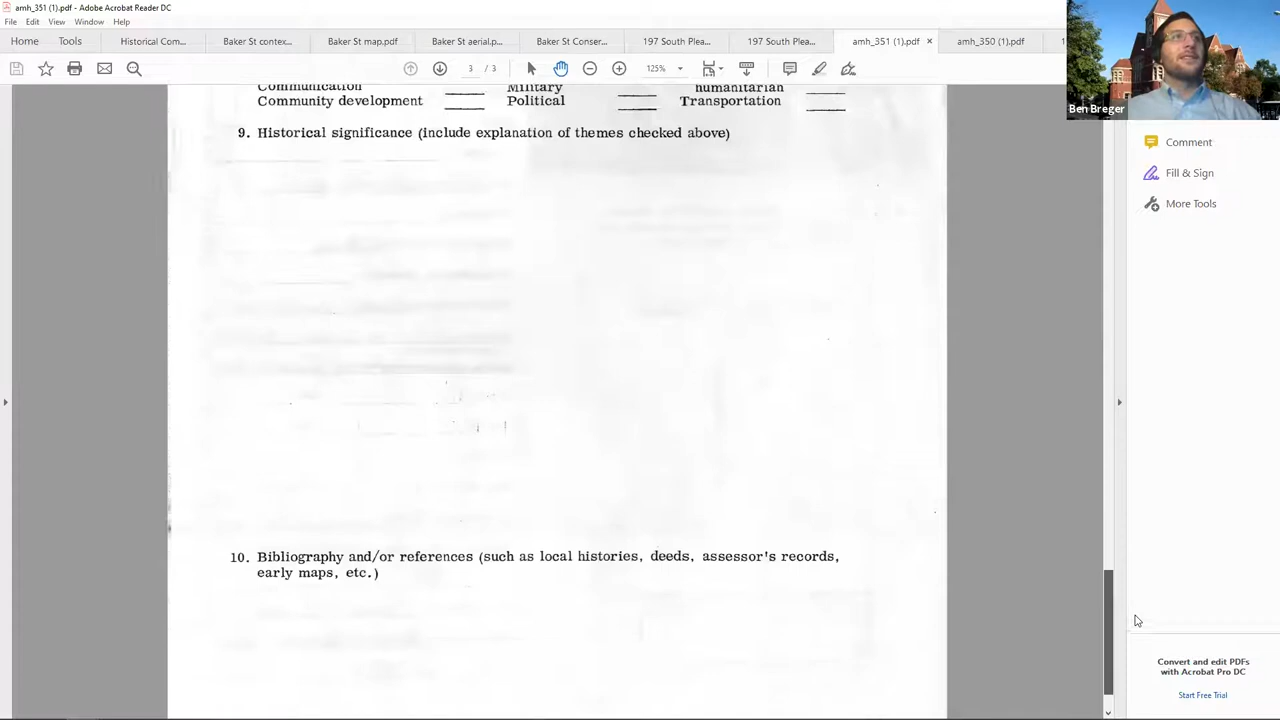 amh_351 (1).pdf - Adobe Acrobat Reader DC
File Edit View Window Help
Home Tools Historical Com... Baker St contex... Baker St map.pdf Baker St aeria.p... Baker St Conser... 197 South Plea... 197 South Plea... amh_351 (1).pdf × amh_350 (1).pdf
3 / 3 125%
Ben Breger
Communication Military humanitarian
Community development Political Transportation
9. Historical significance (include explanation of themes checked above)
10. Bibliography and/or references (such as local histories, deeds, assessor's records,
early maps, etc.)
Comment
Fill & Sign
More Tools
Convert and edit PDFs
with Acrobat Pro DC
Start Free Trial